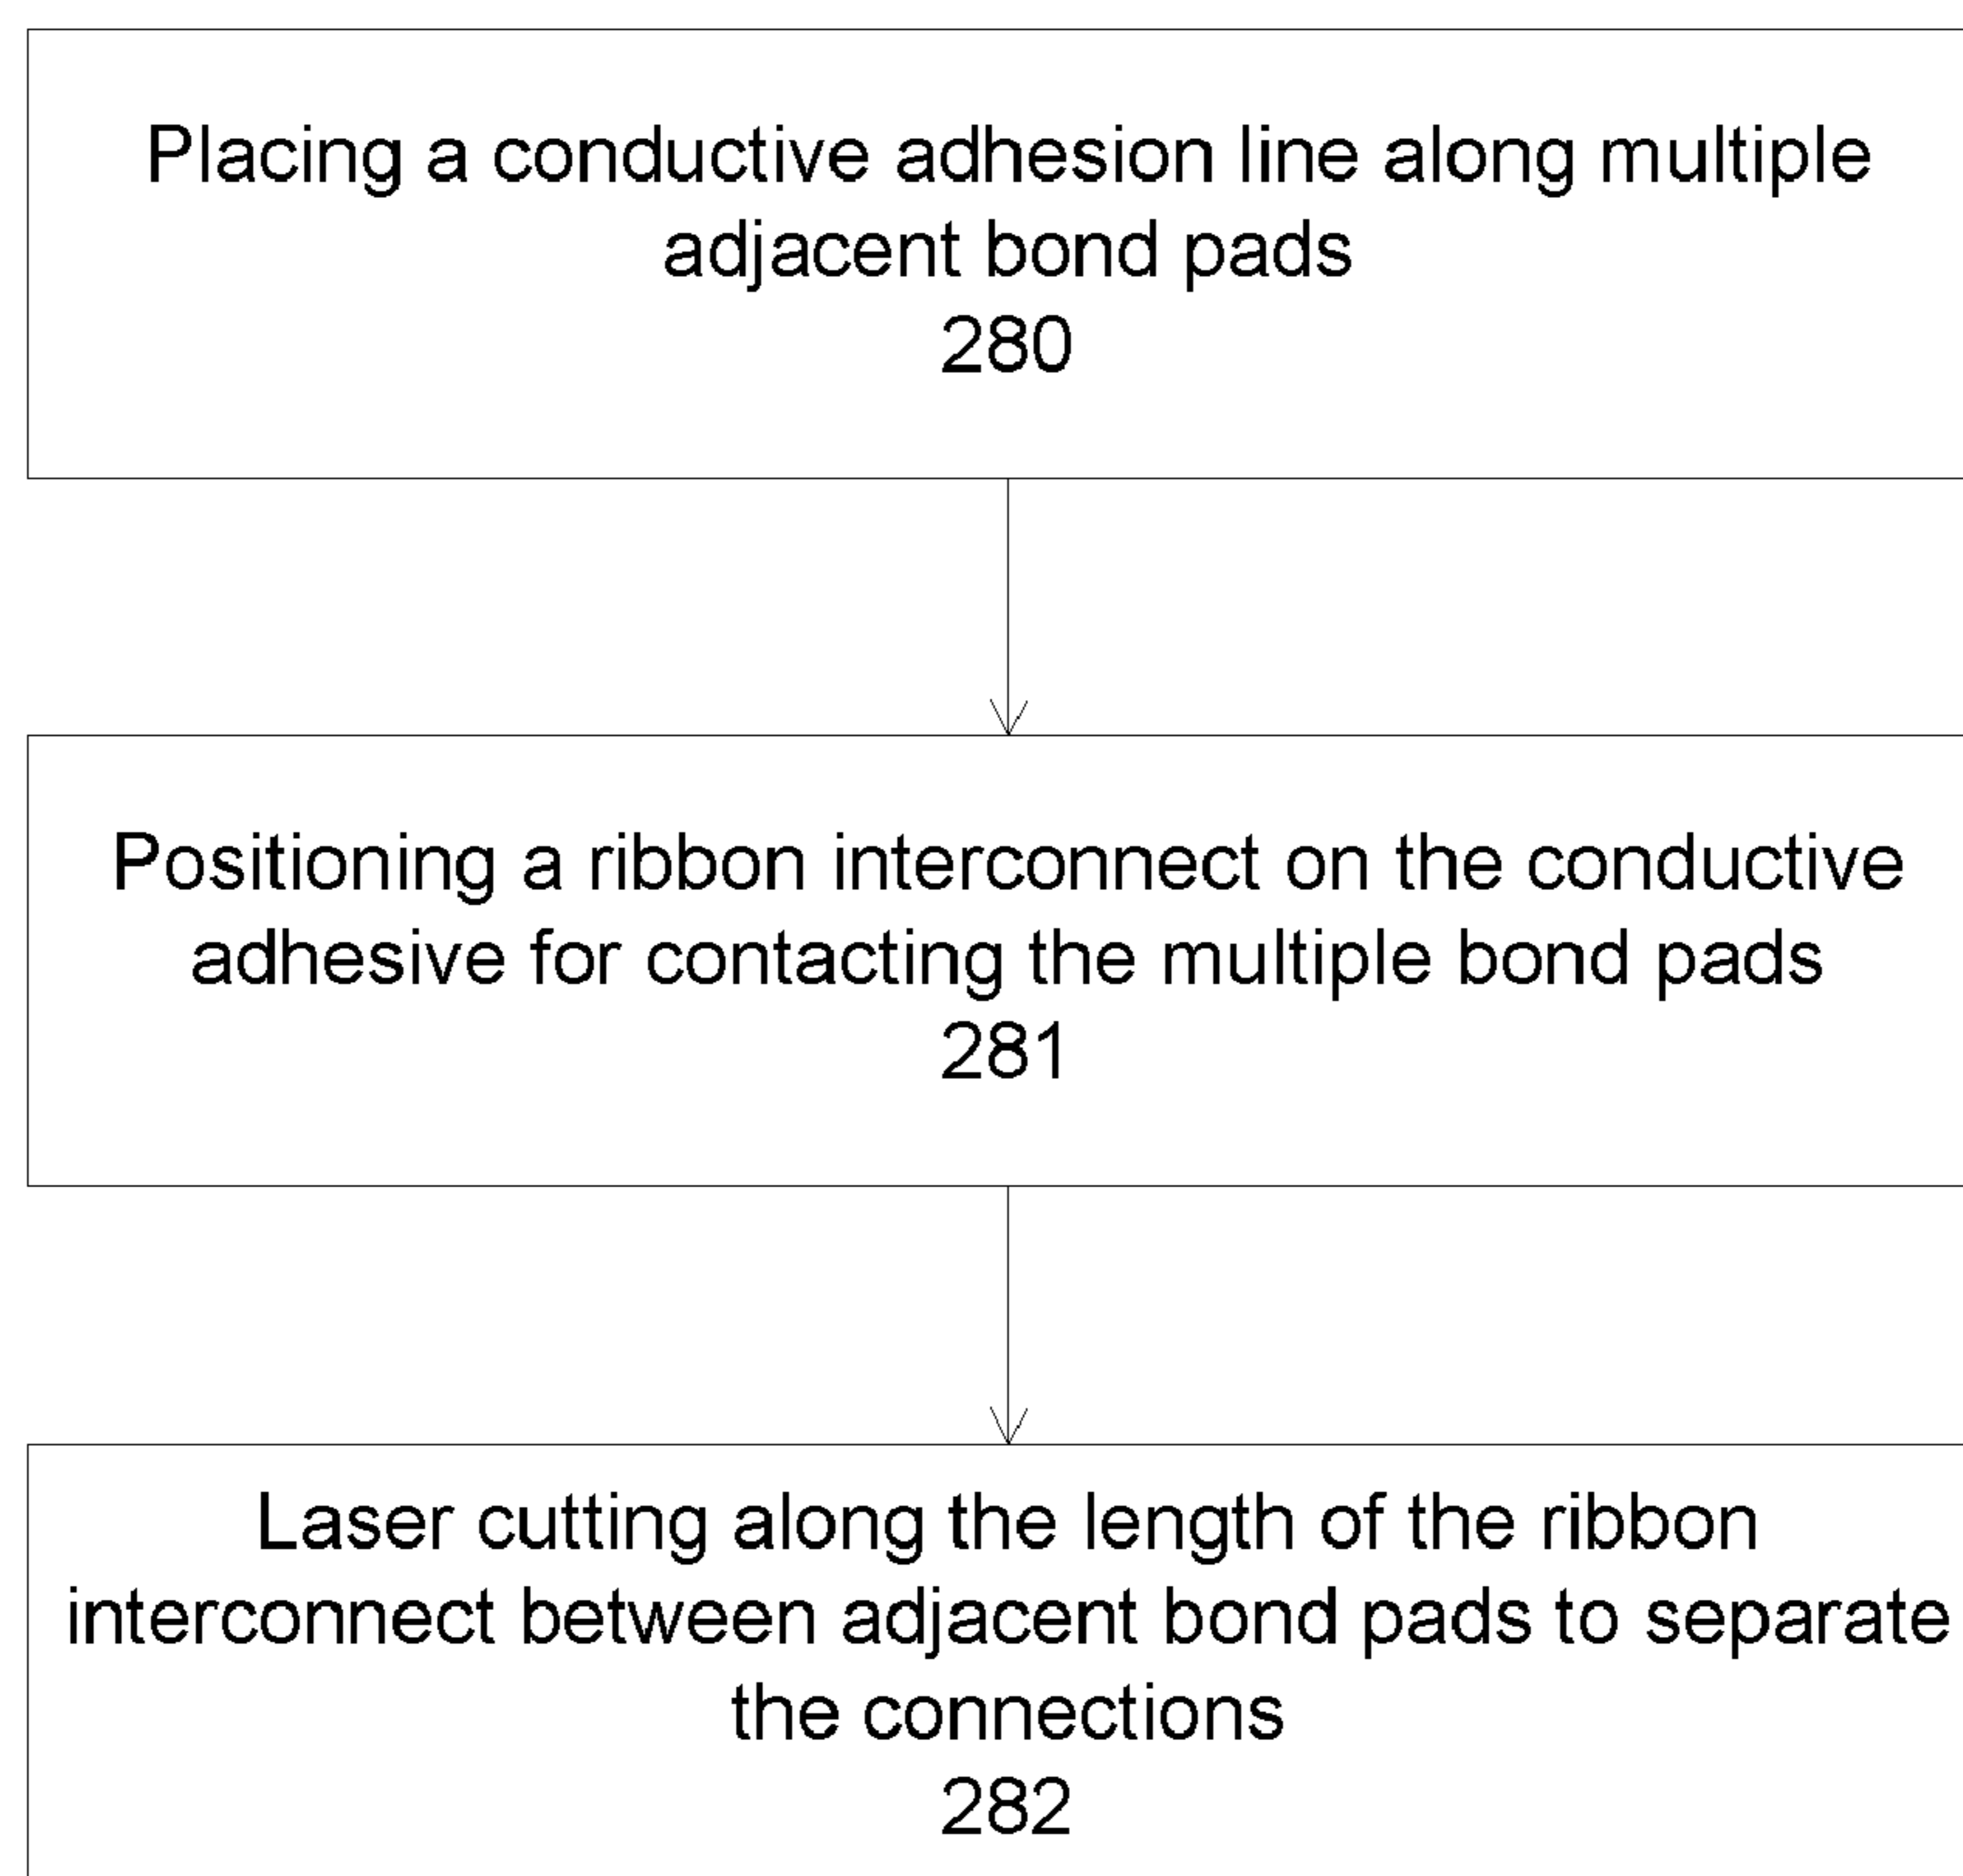 Placing a conductive adhesion line along multiple
adjacent bond pads
280
Positioning a ribbon interconnect on the conductive
adhesive for contacting the multiple bond pads
281
Laser cutting along the length of the ribbon
interconnect between adjacent bond pads to separate
the connections
282